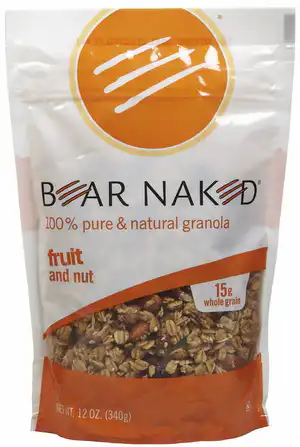 BEAR NAKED®
100% pure & natural granola
fruit
and nut
15g
whole grain
NET WT. 12 OZ. (340g)